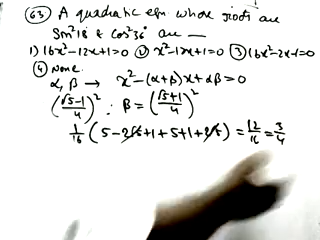 (63) A quadratic eqn whose roots are
Sin²18 & Cos²36° are —
1) 16x²-12x+1=0 (2) x²-12x+1=0 (3) 16x²-2x-1=0
(4) None.
α, β → x²-(α+β)x+αβ=0
(√5-1/4)² : β = (√5+1/4)²
1/16 (5-2√5+1+5+1+2√5) = 12/16 = 3/4